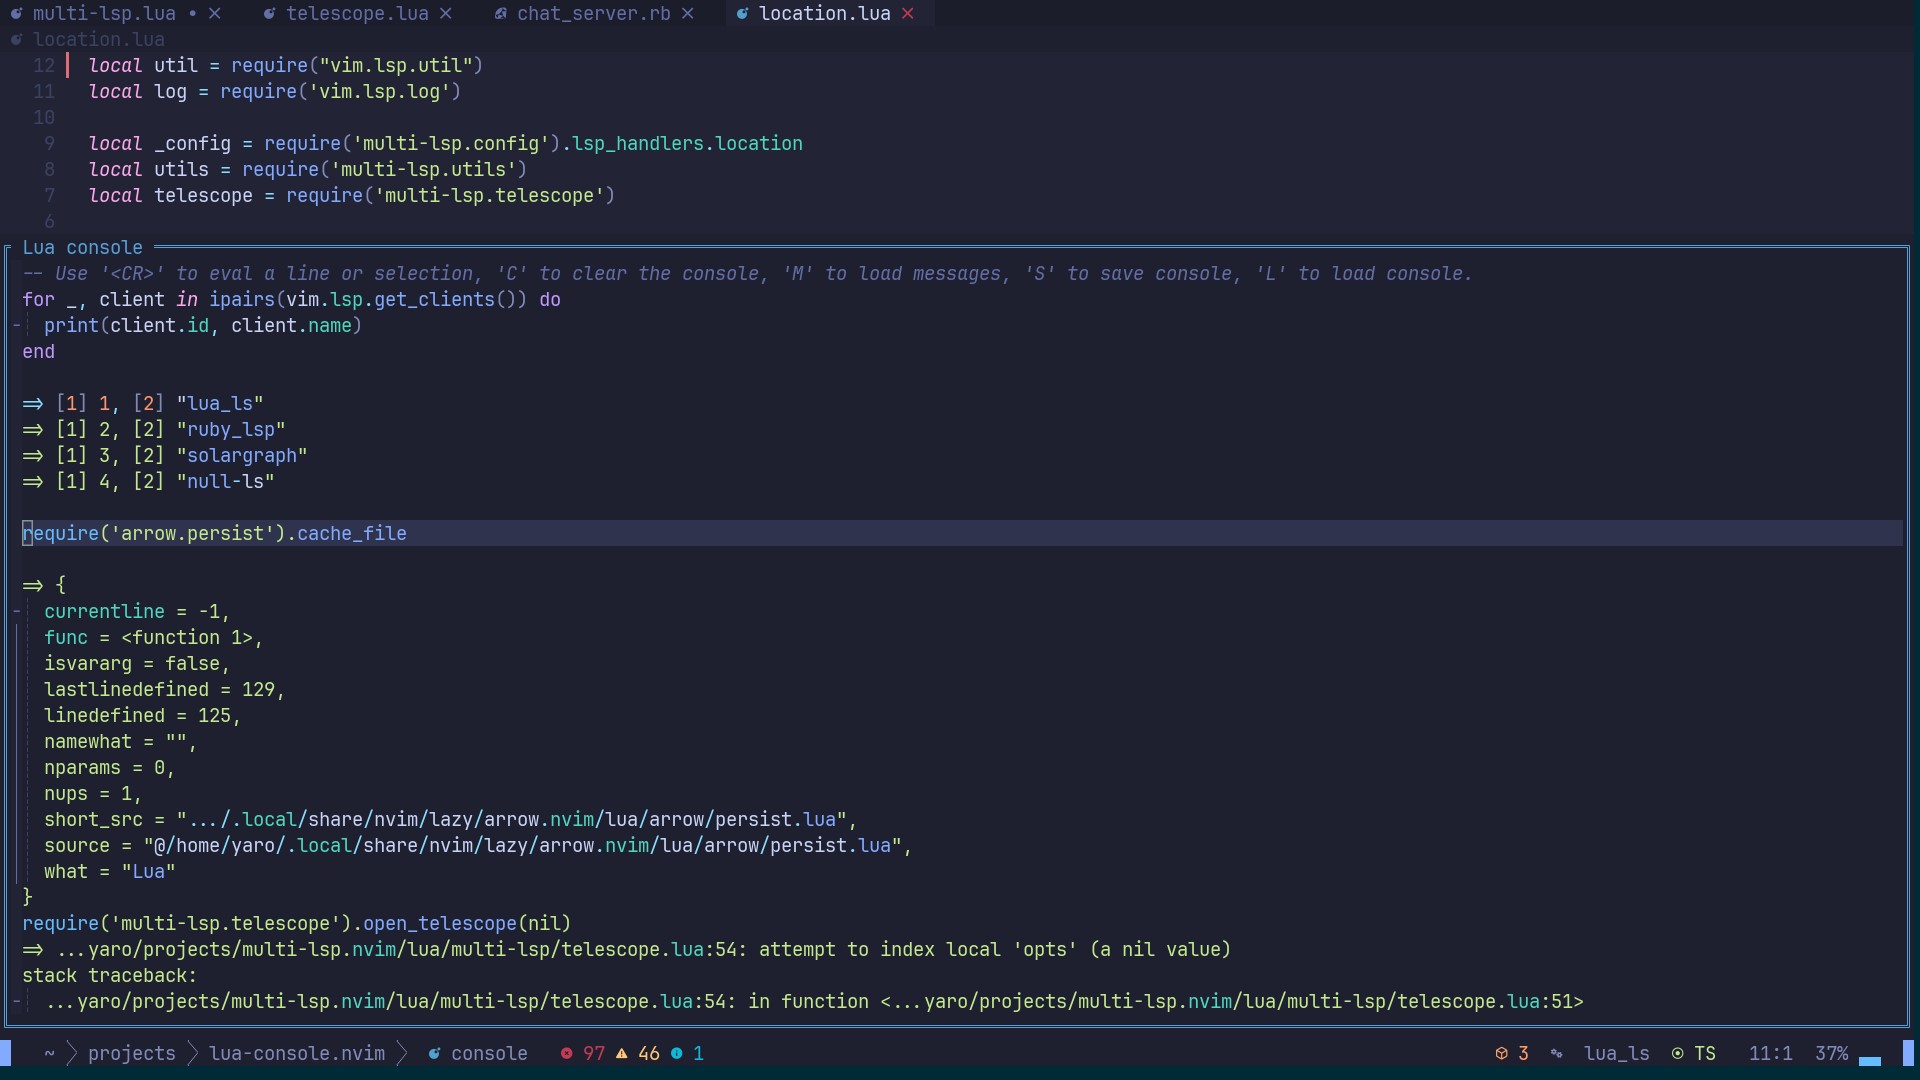 multi-lsp.lua • × telescope.lua × chat_server.rb × location.lua ×
location.lua
12 local util = require("vim.lsp.util")
11 local log = require('vim.lsp.log')
10
9 local _config = require('multi-lsp.config').lsp_handlers.location
8 local utils = require('multi-lsp.utils')
7 local telescope = require('multi-lsp.telescope')
6
Lua console
-- Use '<CR>' to eval a line or selection, 'C' to clear the console, 'M' to load messages, 'S' to save console, 'L' to load console.
for _, client in ipairs(vim.lsp.get_clients()) do
print(client.id, client.name)
end
=> [1] 1, [2] "lua_ls"
=> [1] 2, [2] "ruby_lsp"
=> [1] 3, [2] "solargraph"
=> [1] 4, [2] "null-ls"
require('arrow.persist').cache_file
=> {
currentline = -1,
func = <function 1>,
isvararg = false,
lastlinedefined = 129,
linedefined = 125,
namewhat = "",
nparams = 0,
nups = 1,
short_src = ".../.local/share/nvim/lazy/arrow.nvim/lua/arrow/persist.lua",
source = "@/home/yaro/.local/share/nvim/lazy/arrow.nvim/lua/arrow/persist.lua",
what = "Lua"
}
require('multi-lsp.telescope').open_telescope(nil)
=> ...yaro/projects/multi-lsp.nvim/lua/multi-lsp/telescope.lua:54: attempt to index local 'opts' (a nil value)
stack traceback:
...yaro/projects/multi-lsp.nvim/lua/multi-lsp/telescope.lua:54: in function <...yaro/projects/multi-lsp.nvim/lua/multi-lsp/telescope.lua:51>
~ projects lua-console.nvim console 97 46 1 3 lua_ls TS 11:1 37%